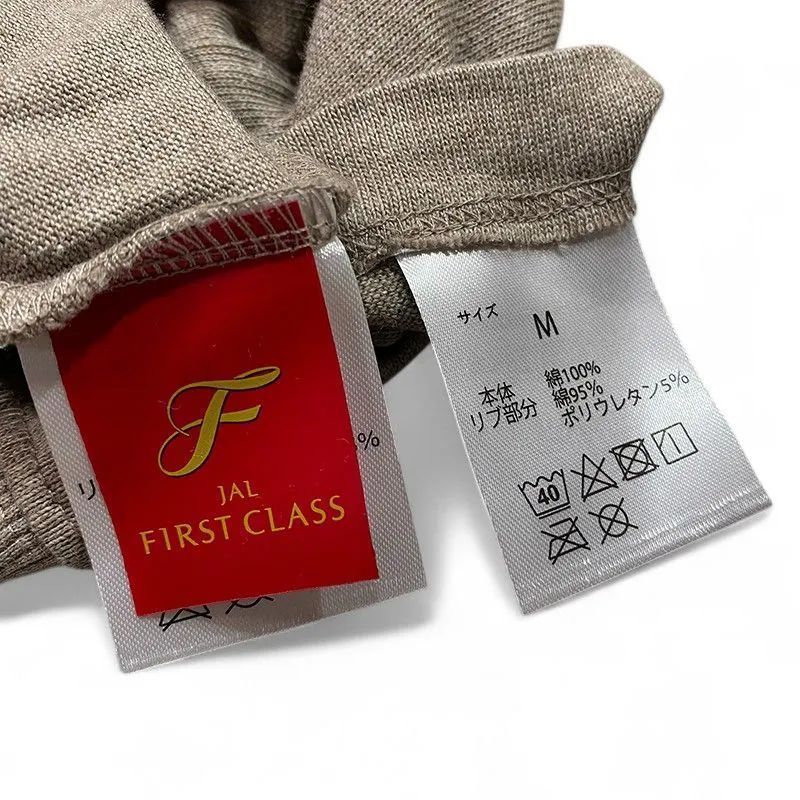 F
JAL
FIRST CLASS
リ
%
サイズ
M
本体 綿100%
リブ部分 綿95%
ポリウレタン5%
40